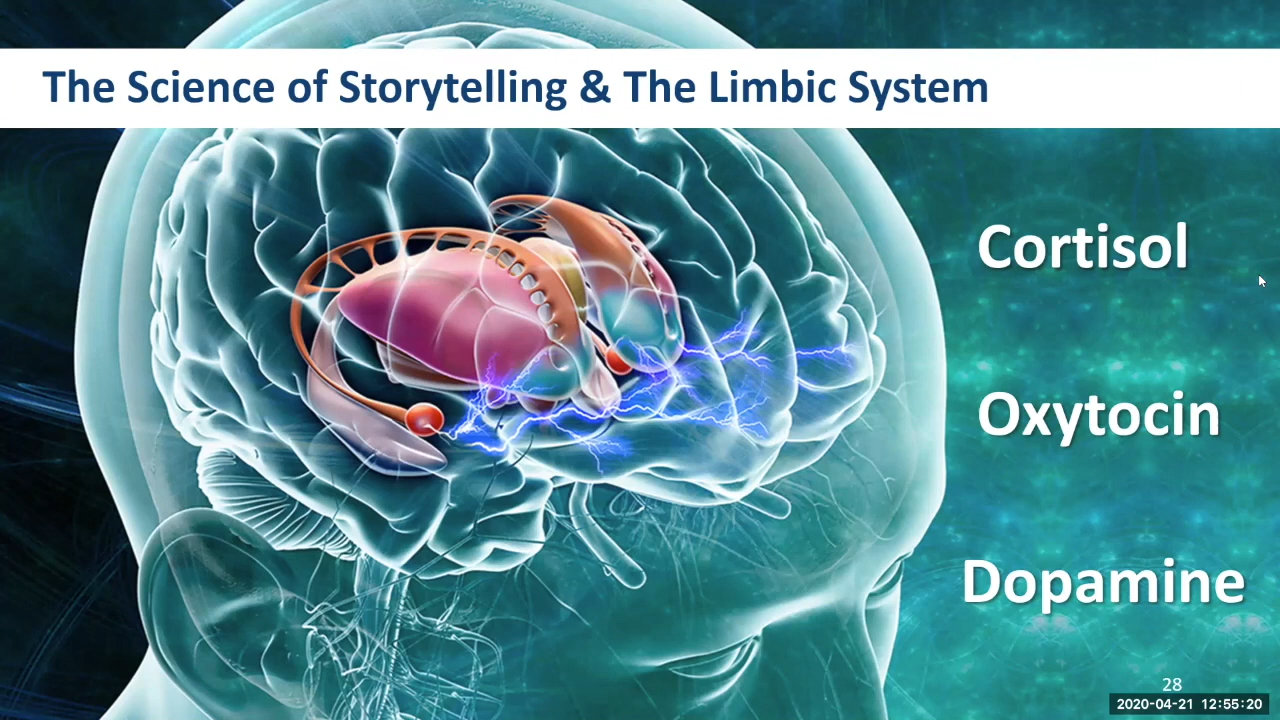 The Science of Storytelling & The Limbic System
Cortisol
Oxytocin
Dopamine
28
2020-04-21 12:55:20